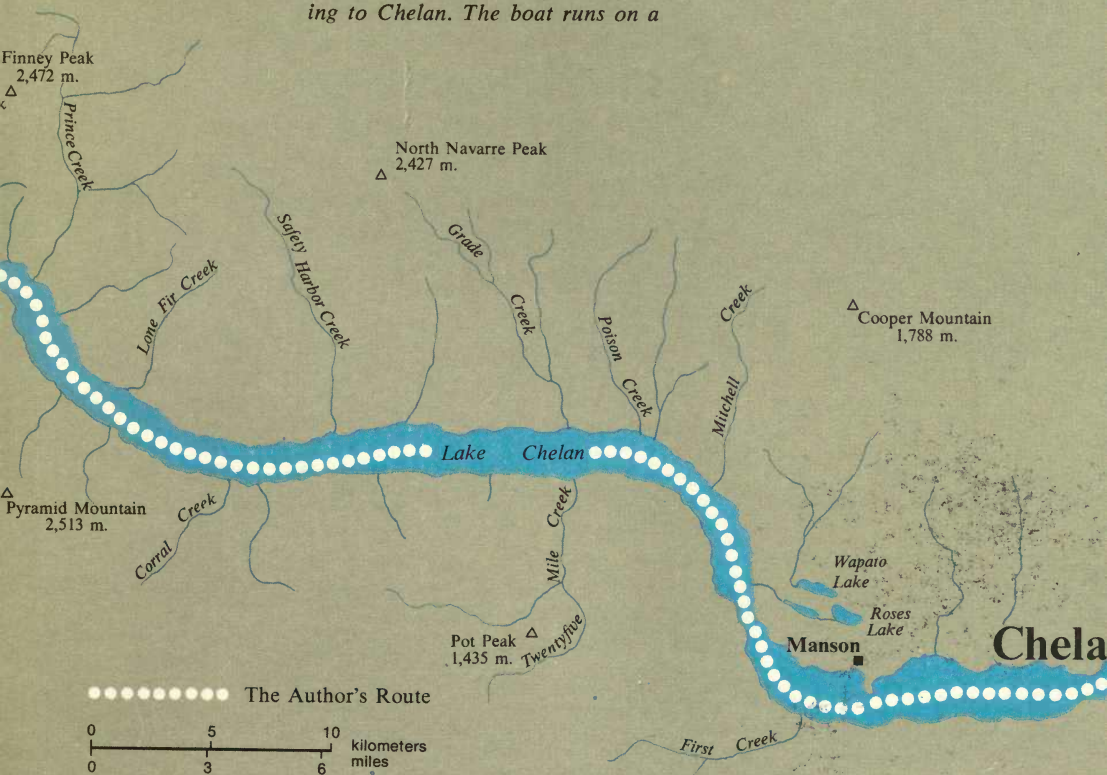 ing to Chelan. The boat runs on a
Finney Peak
2,472 m.
k
Prince Creek
North Navarre Peak
2,427 m.
Safety Harbor Creek
Grade
Creek
Lone Fir Creek
Poison
Creek
Creek
Mitchell
Cooper Mountain
1,788 m.
Lake Chelan
Pyramid Mountain
2,513 m.
Corral Creek
Creek
Mile
Twentyfive
Pot Peak
1,435 m.
Wapato
Lake
Roses
Lake
Manson
Chela
The Author's Route
0 5 10
kilometers
miles
0 3 6
First Creek